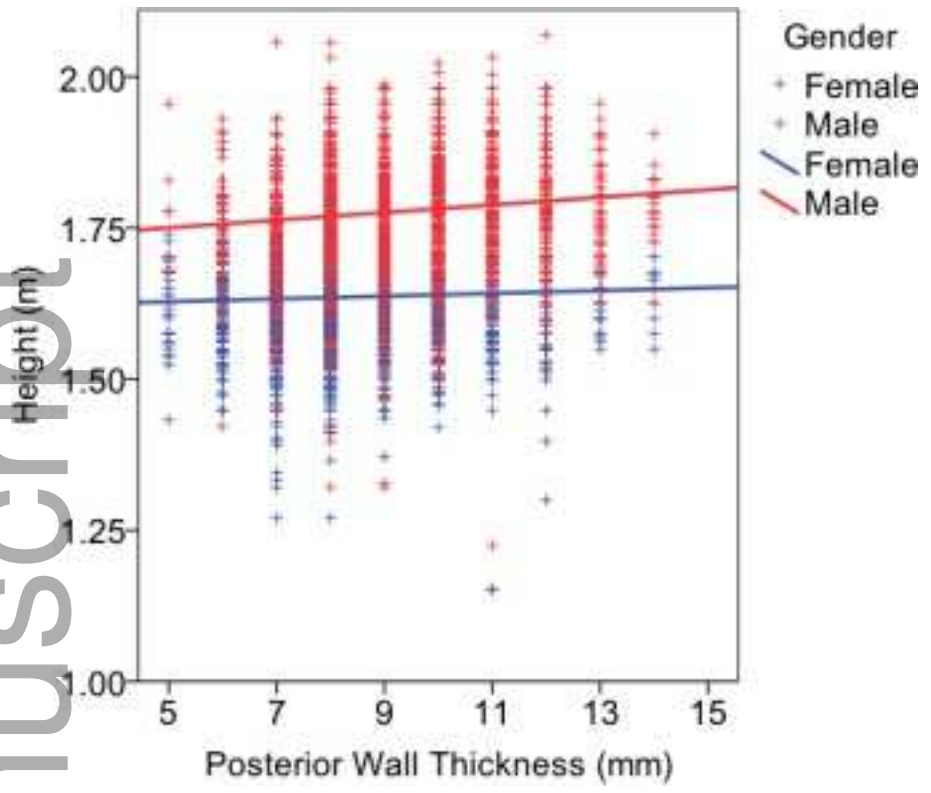 Gender
Female
Male
Female
Male
2.00
1.75
1.50
1.25
1.00
Height (m)
5 7 9 11 13 15
Posterior Wall Thickness (mm)
nuscript